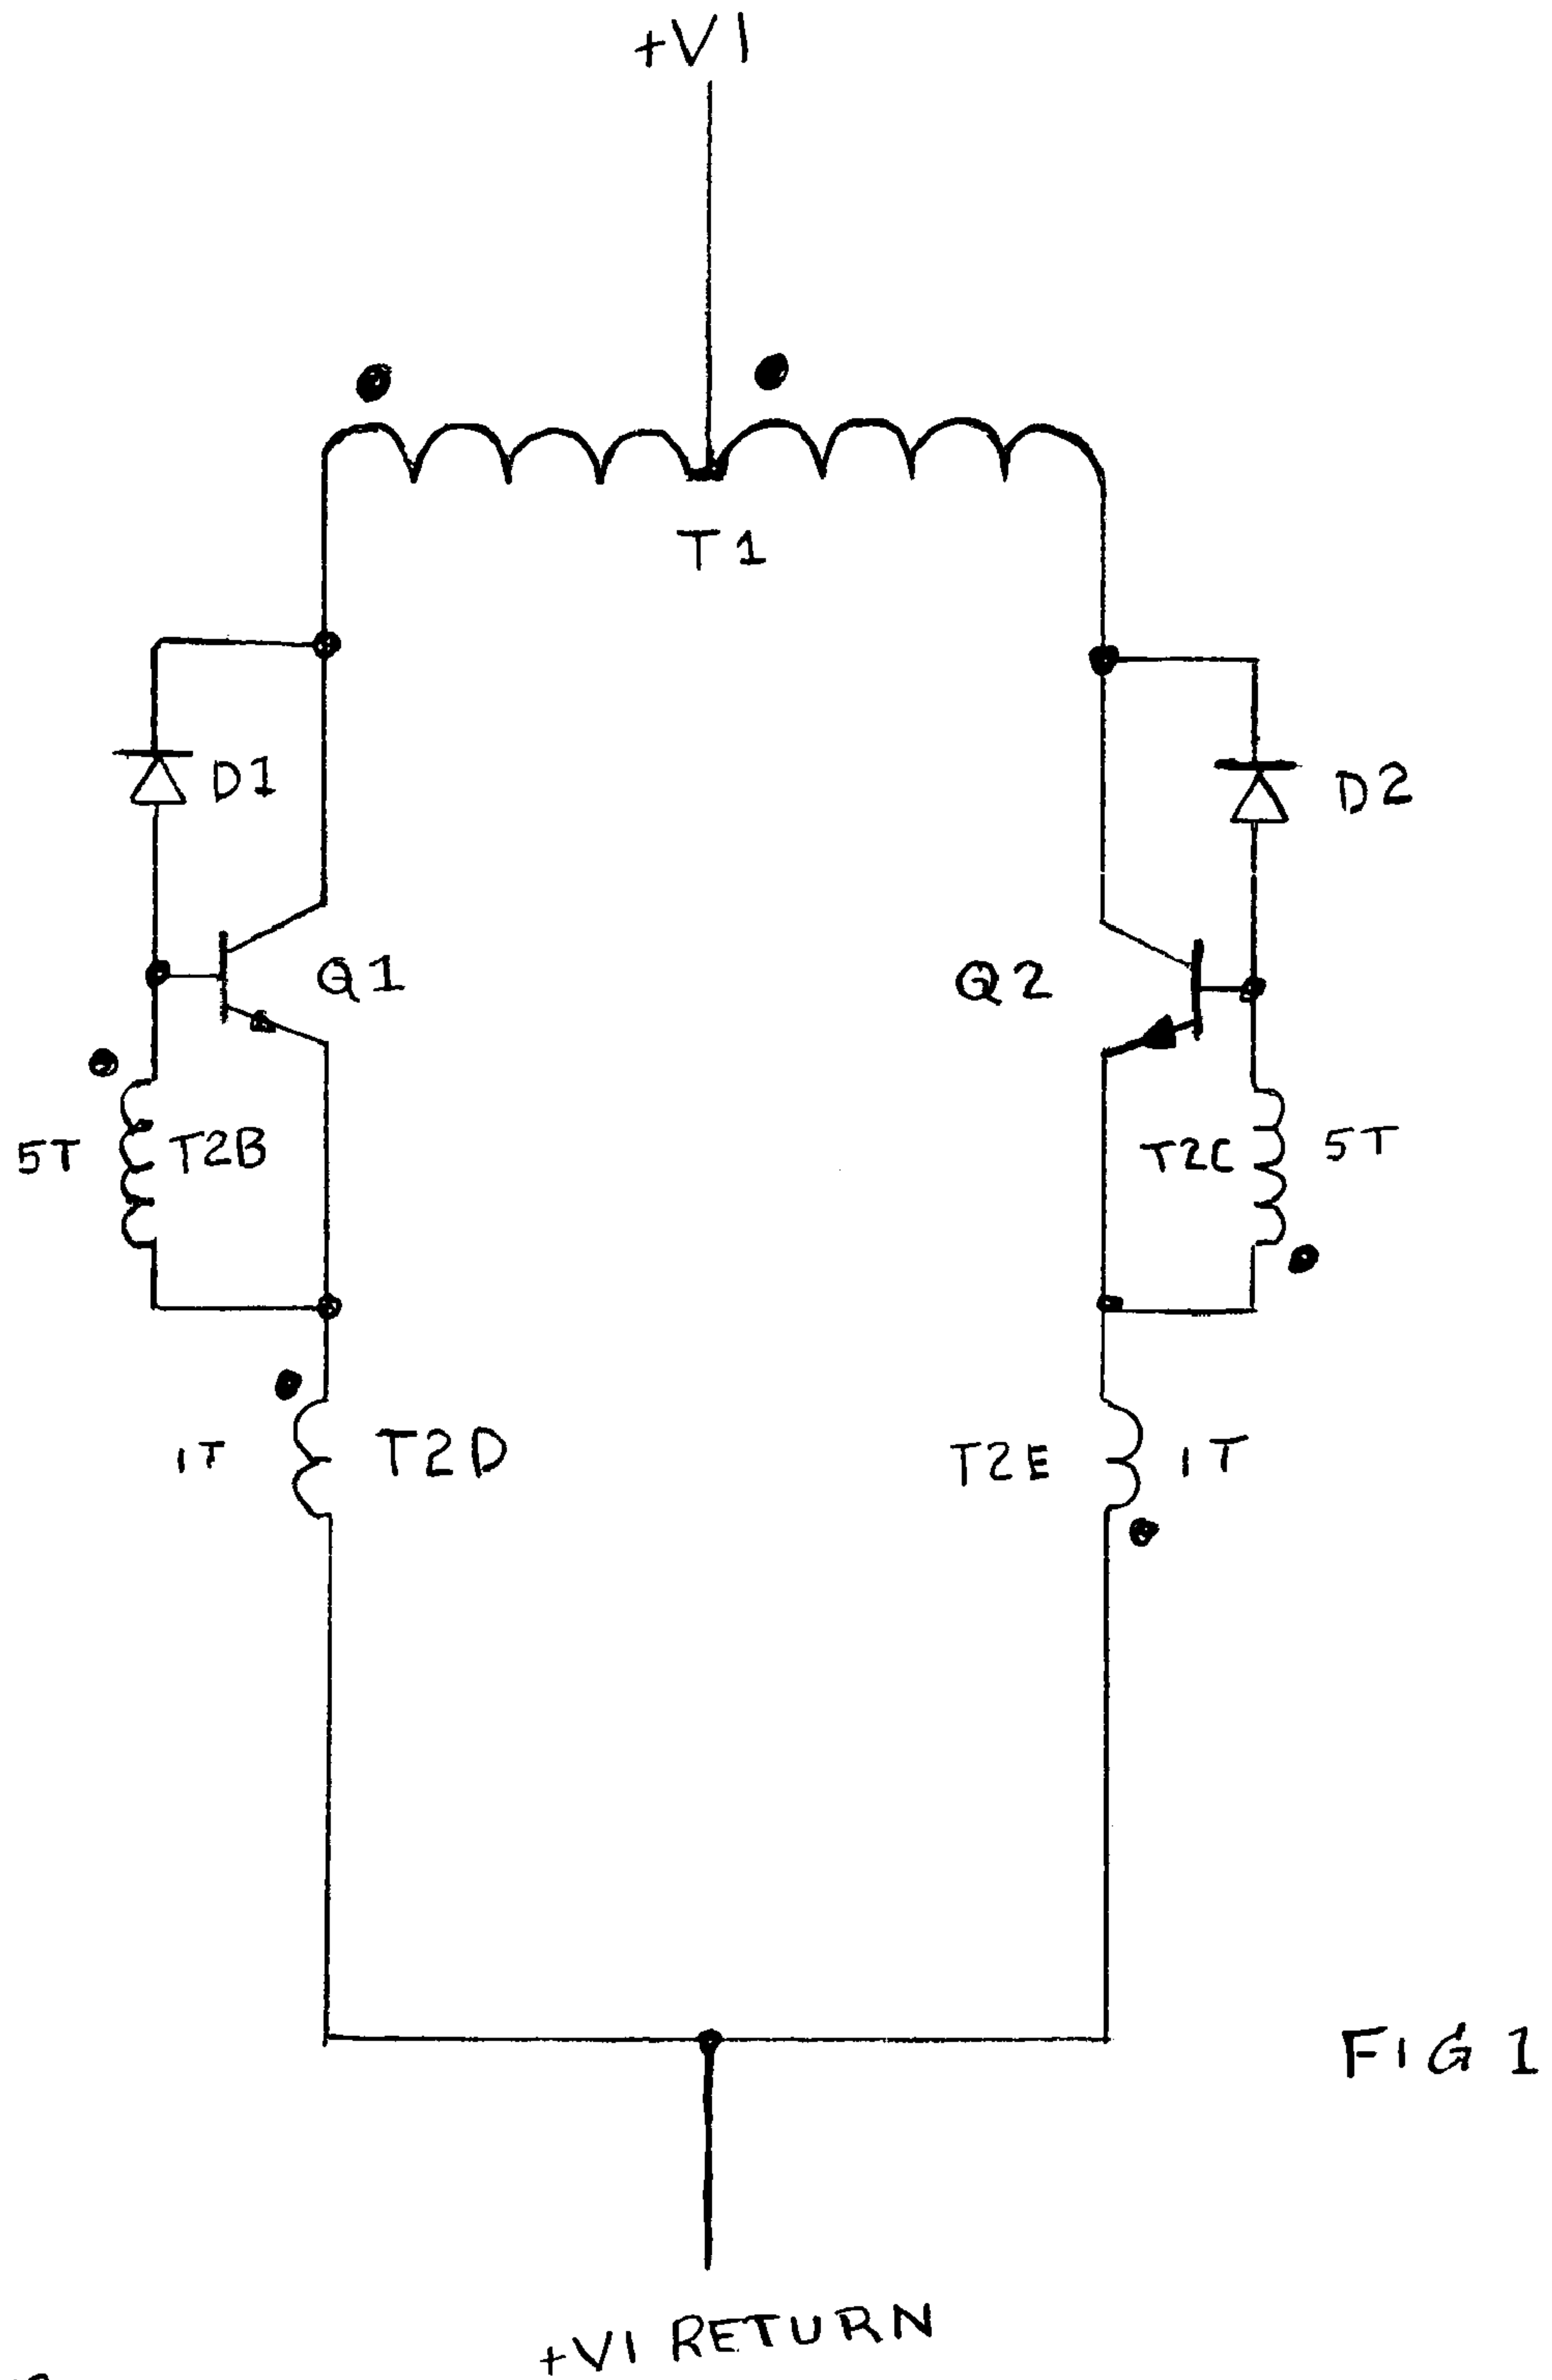 +V1
T1
D1
D2
Q1
Q2
5T
T2B
T2C
5T
1T
T2D
T2E
1T
FIG 1
+V1 RETURN